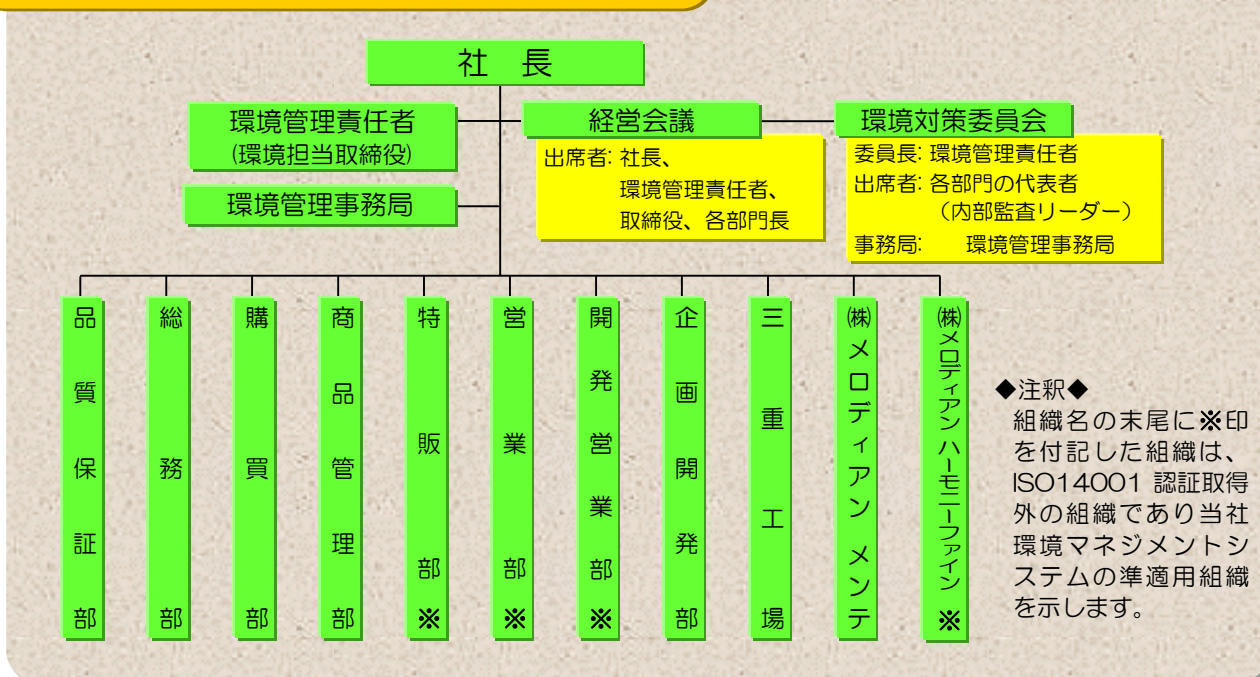 社　長
環境管理責任者
(環境担当取締役)
経営会議
環境対策委員会
出席者: 社長、
環境管理責任者、
取締役、各部門長
委員長: 環境管理責任者
出席者: 各部門の代表者
（内部監査リーダー）
事務局:　環境管理事務局
環境管理事務局
品質保証部
総務部
購買部
商品管理部
特販部※
営業部※
開発営業部※
企画開発部
三重工場
㈱メロディアンメンテ
㈱メロディアン ハーモニーファイン ※
◆注釈◆
組織名の末尾に※印
を付記した組織は、
ISO14001 認証取得
外の組織であり当社
環境マネジメントシ
ステムの準適用組織
を示します。